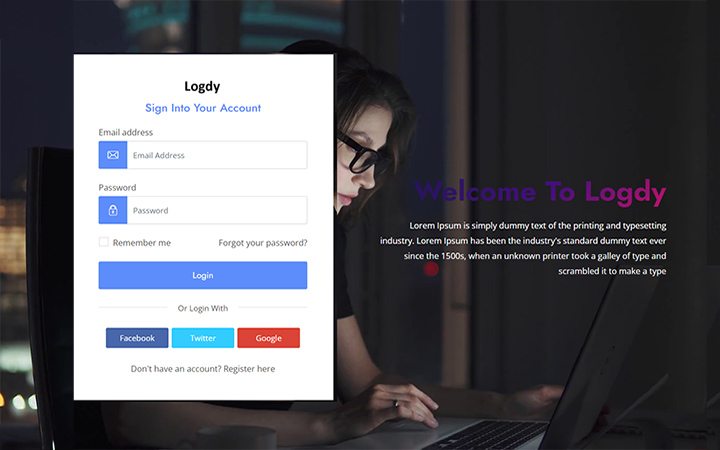 Logdy
Sign Into Your Account
Email address
Email Address
Password
Password
Remember me
Forgot your password?
Login
Or Login With
Facebook
Twitter
Google
Don't have an account? Register here
Welcome To Logdy
Lorem Ipsum is simply dummy text of the printing and typesetting
industry. Lorem Ipsum has been the industry's standard dummy text ever
since the 1500s, when an unknown printer took a galley of type and
scrambled it to make a type